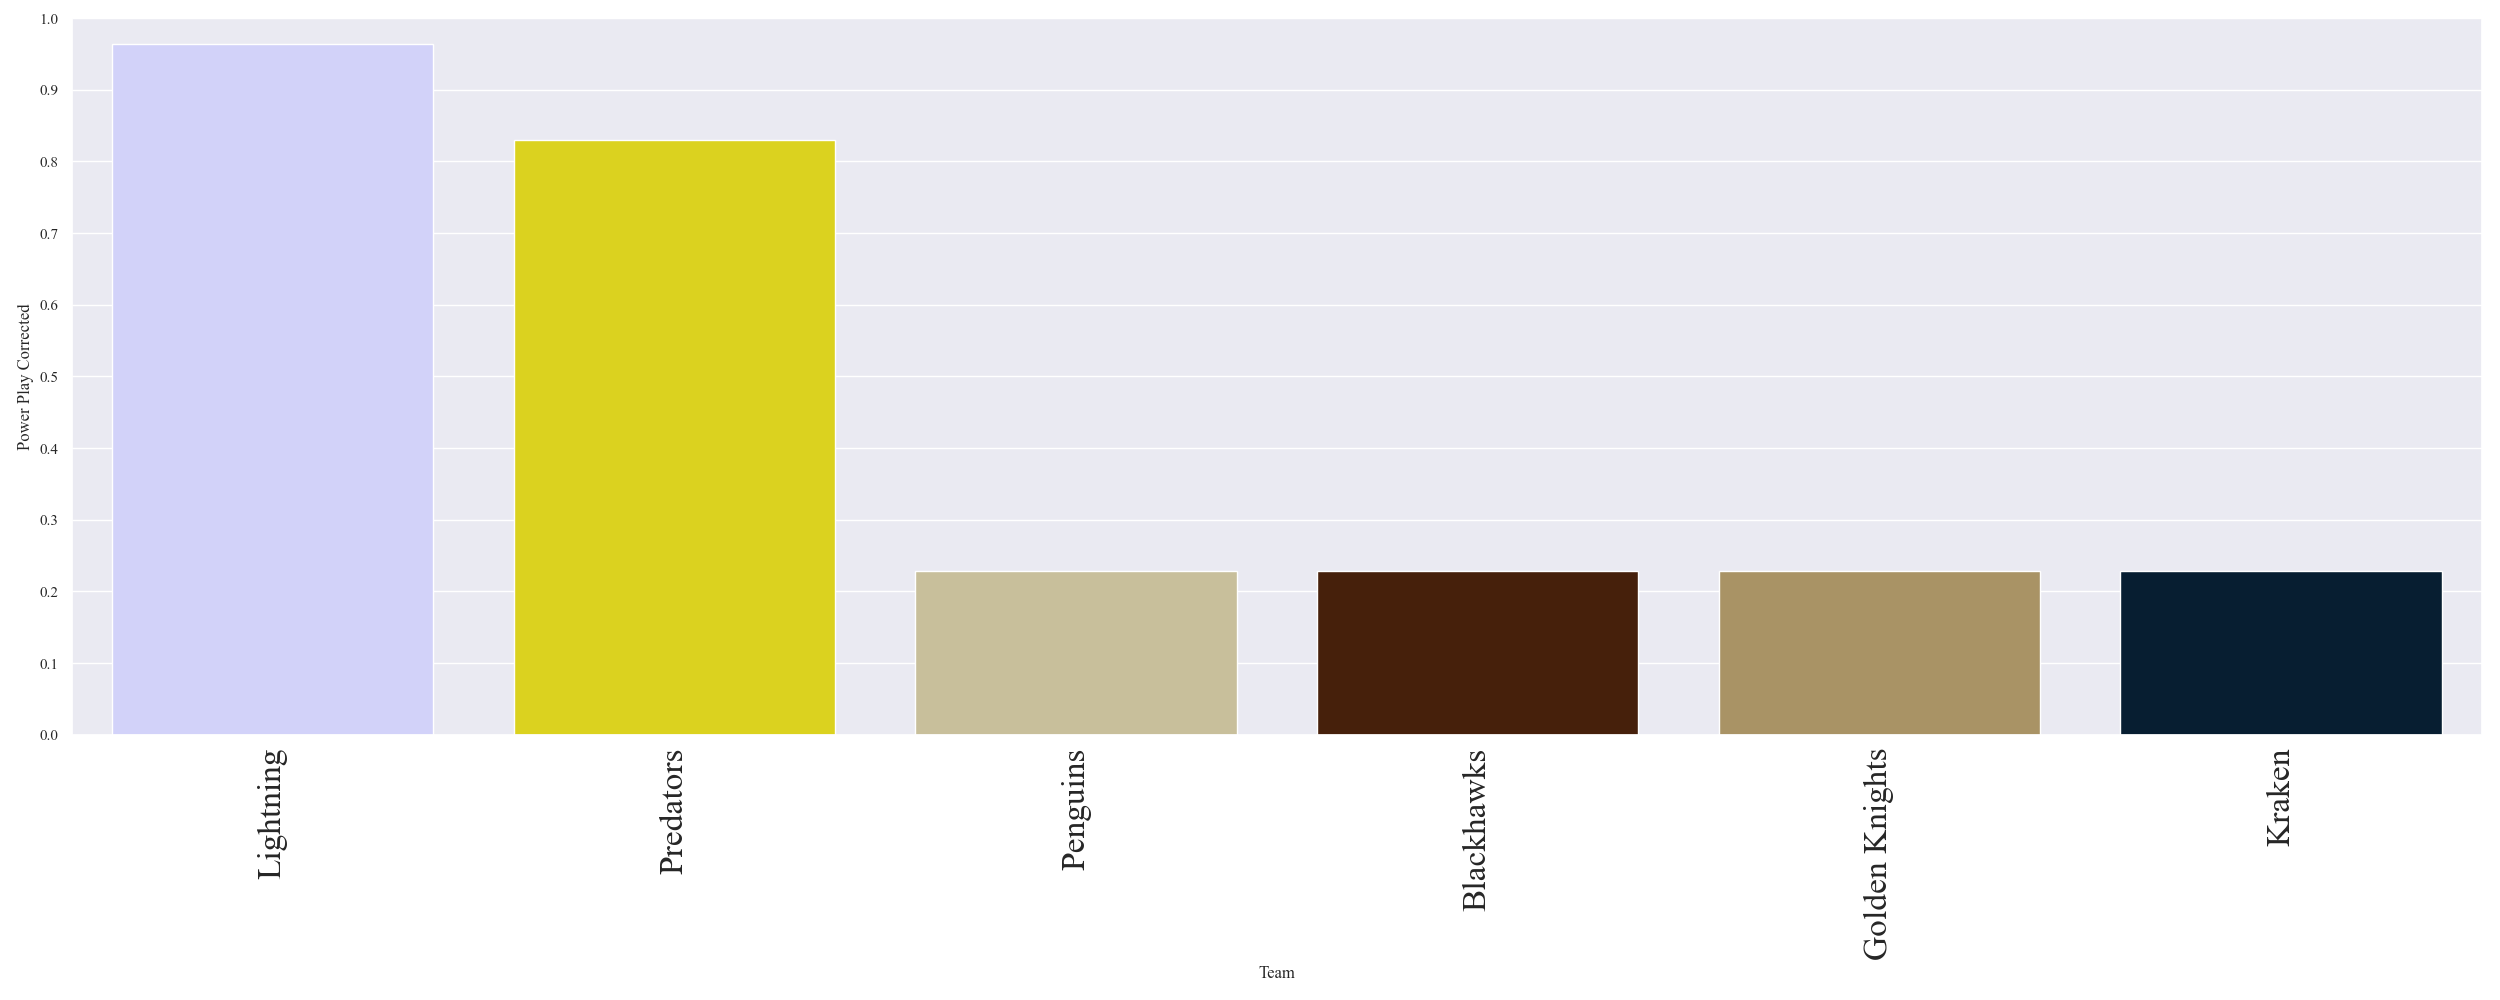 1.0
0.9
0.8
0.7
0.6
0.5
0.4
0.3
0.2
0.1
0.0
Power Play Corrected
Lightning
Predators
Penguins
Blackhawks
Golden Knights
Kraken
Team